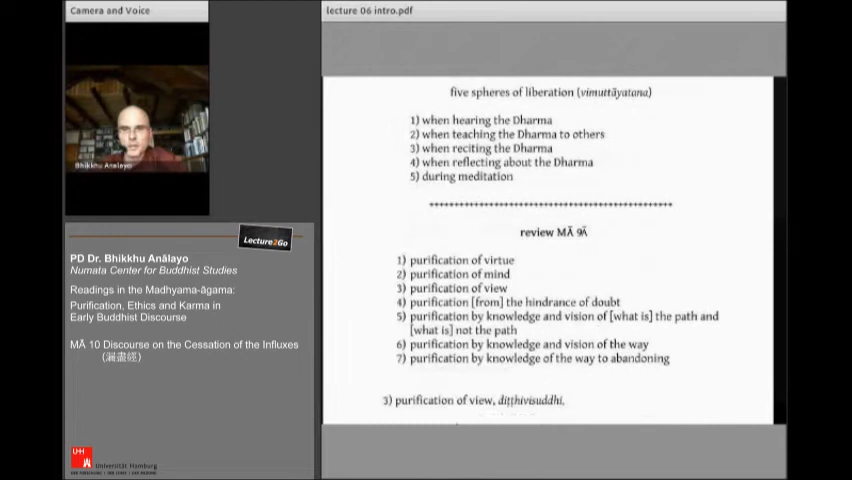 Camera and Voice
Bhikkhu Anālayo
Lecture2Go
PD Dr. Bhikkhu Anālayo
Numata Center for Buddhist Studies
Readings in the Madhyama-āgama:
Purification, Ethics and Karma in
Early Buddhist Discourse
MĀ 10 Discourse on the Cessation of the Influxes
(漏盡經)
UH
Universität Hamburg
lecture 06 intro.pdf
five spheres of liberation (vimuttāyatana)
1) when hearing the Dharma
2) when teaching the Dharma to others
3) when reciting the Dharma
4) when reflecting about the Dharma
5) during meditation
++++++++++++++++++++++++++++++++++++++++++++++++
review MĀ 9Ā
1) purification of virtue
2) purification of mind
3) purification of view
4) purification [from] the hindrance of doubt
5) purification by knowledge and vision of [what is] the path and
[what is] not the path
6) purification by knowledge and vision of the way
7) purification by knowledge of the way to abandoning
3) purification of view, diṭṭhivisuddhi,